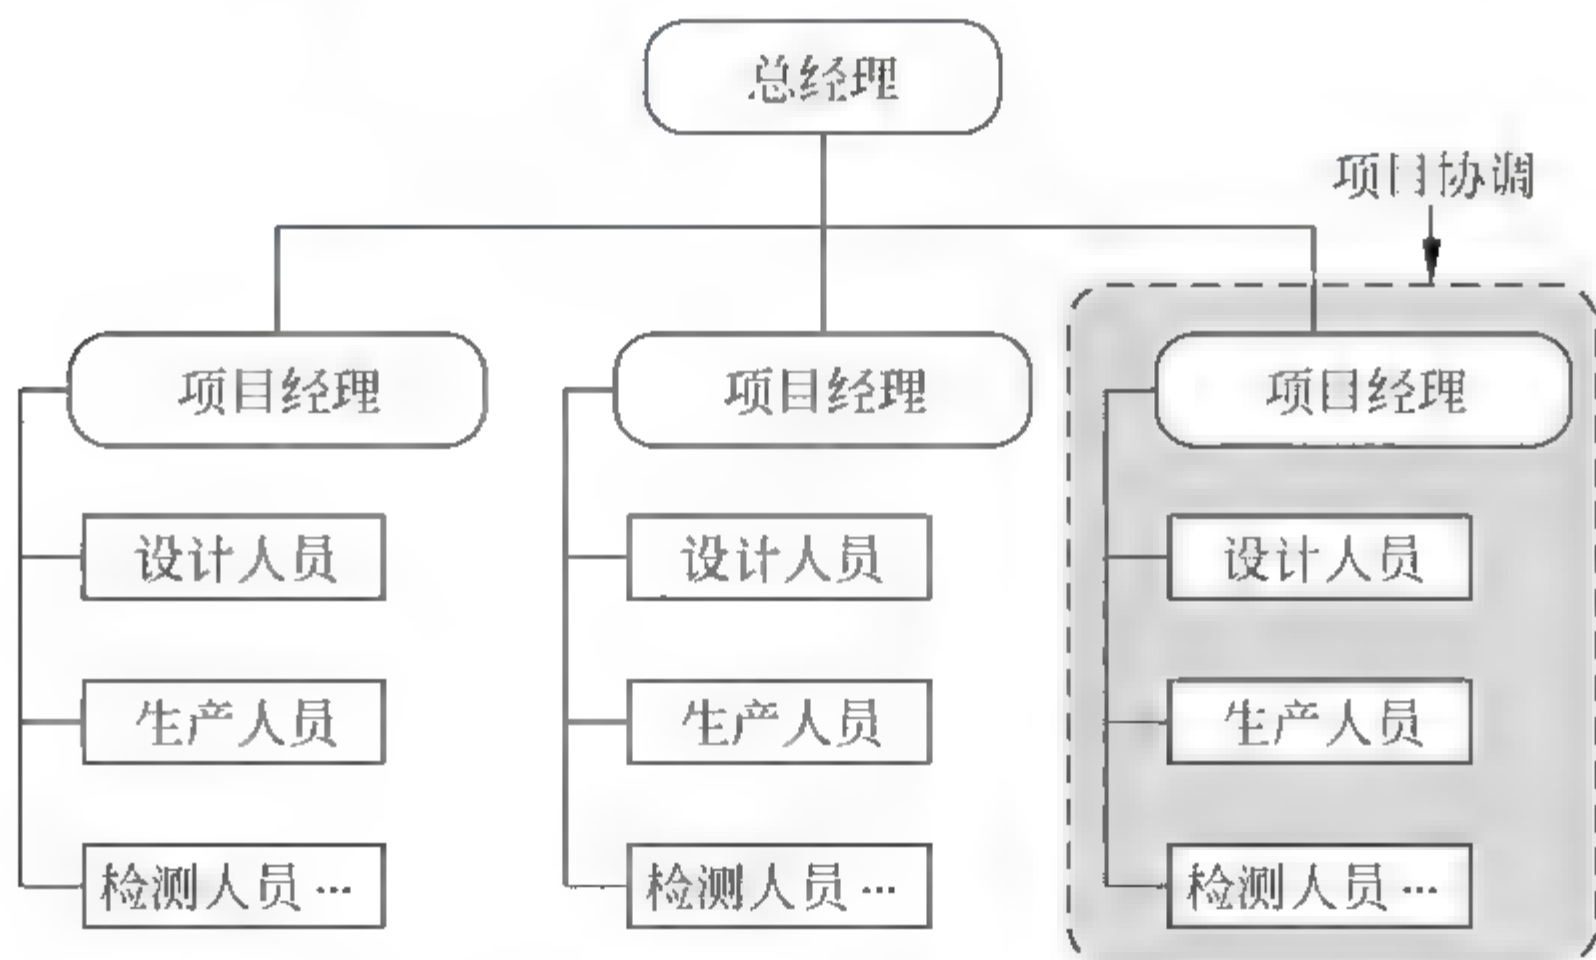 总经理
项目协调
项目经理 项目经理 项目经理
设计人员 设计人员 设计人员
生产人员 生产人员 生产人员
检测人员… 检测人员… 检测人员…